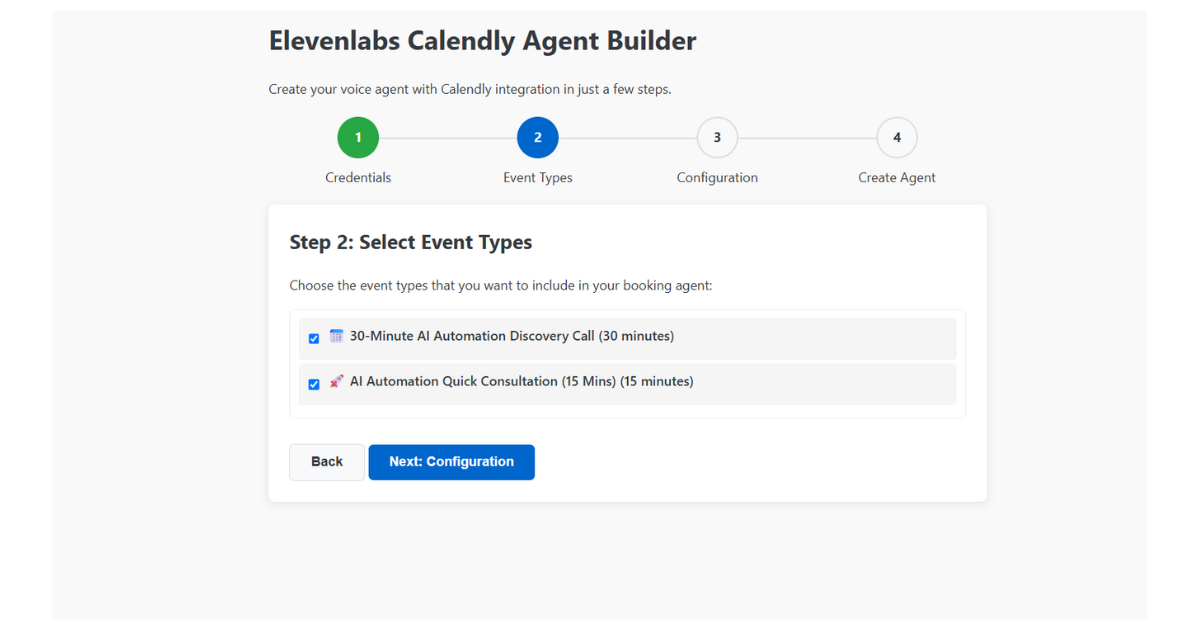 Elevenlabs Calendly Agent Builder
Create your voice agent with Calendly integration in just a few steps.
1 2 3 4
Credentials Event Types Configuration Create Agent
Step 2: Select Event Types
Choose the event types that you want to include in your booking agent:
30-Minute AI Automation Discovery Call (30 minutes)
AI Automation Quick Consultation (15 Mins) (15 minutes)
Back Next: Configuration